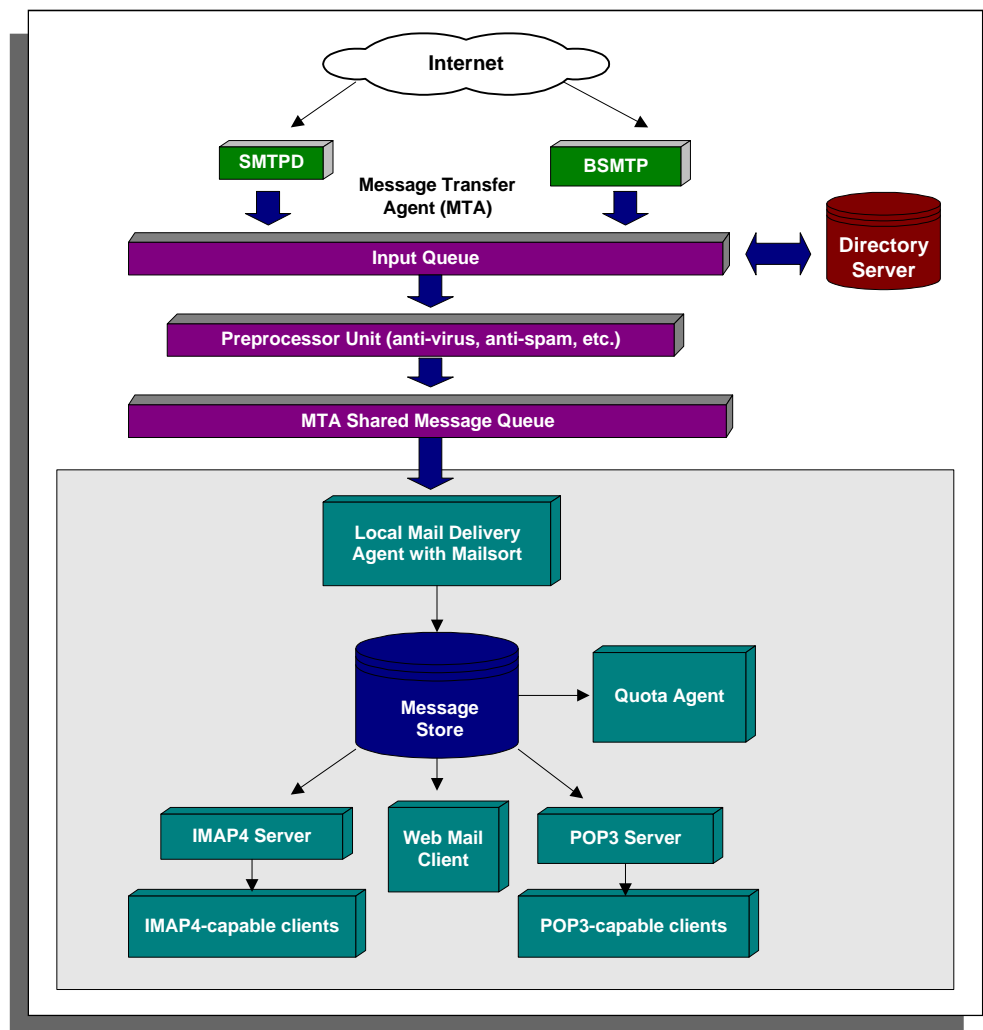 Internet
SMTPD
BSMTP
Message Transfer
Agent (MTA)
Directory
Server
Input Queue
Preprocessor Unit (anti-virus, anti-spam, etc.)
MTA Shared Message Queue
Local Mail Delivery
Agent with Mailsort
Message
Store
Quota Agent
IMAP4 Server
Web Mail
Client
POP3 Server
IMAP4-capable clients
POP3-capable clients